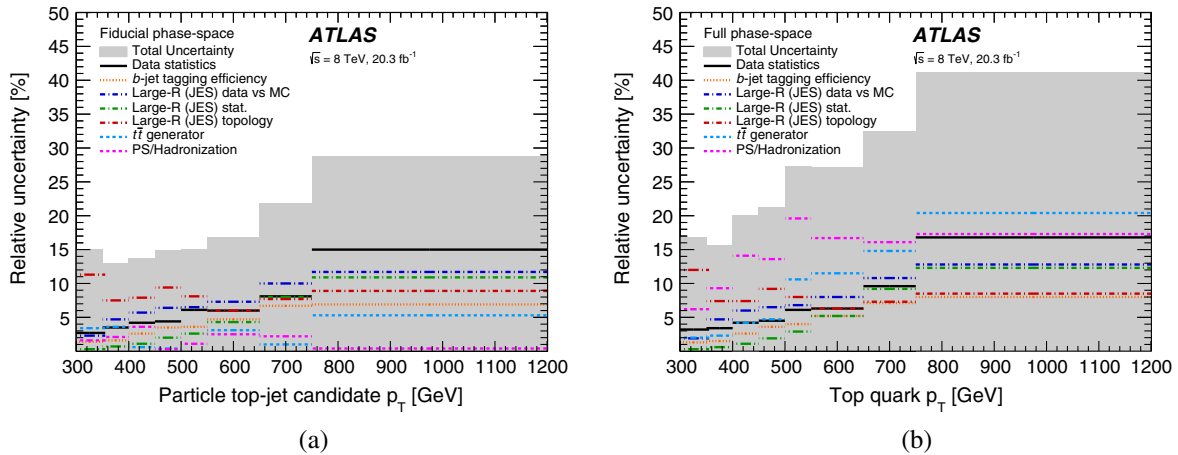 50
45
40
35
30
25
20
15
10
5
Relative uncertainty [%]
Fiducial phase-space
Total Uncertainty
Data statistics
b-jet tagging efficiency
Large-R (JES) data vs MC
Large-R (JES) stat.
Large-R (JES) topology
tt̄ generator
PS/Hadronization
ATLAS
√s = 8 TeV, 20.3 fb⁻¹
300 400 500 600 700 800 900 1000 1100 1200
Particle top-jet candidate p_T [GeV]
(a)
50
45
40
35
30
25
20
15
10
5
Relative uncertainty [%]
Full phase-space
Total Uncertainty
Data statistics
b-jet tagging efficiency
Large-R (JES) data vs MC
Large-R (JES) stat.
Large-R (JES) topology
tt̄ generator
PS/Hadronization
ATLAS
√s = 8 TeV, 20.3 fb⁻¹
300 400 500 600 700 800 900 1000 1100 1200
Top quark p_T [GeV]
(b)